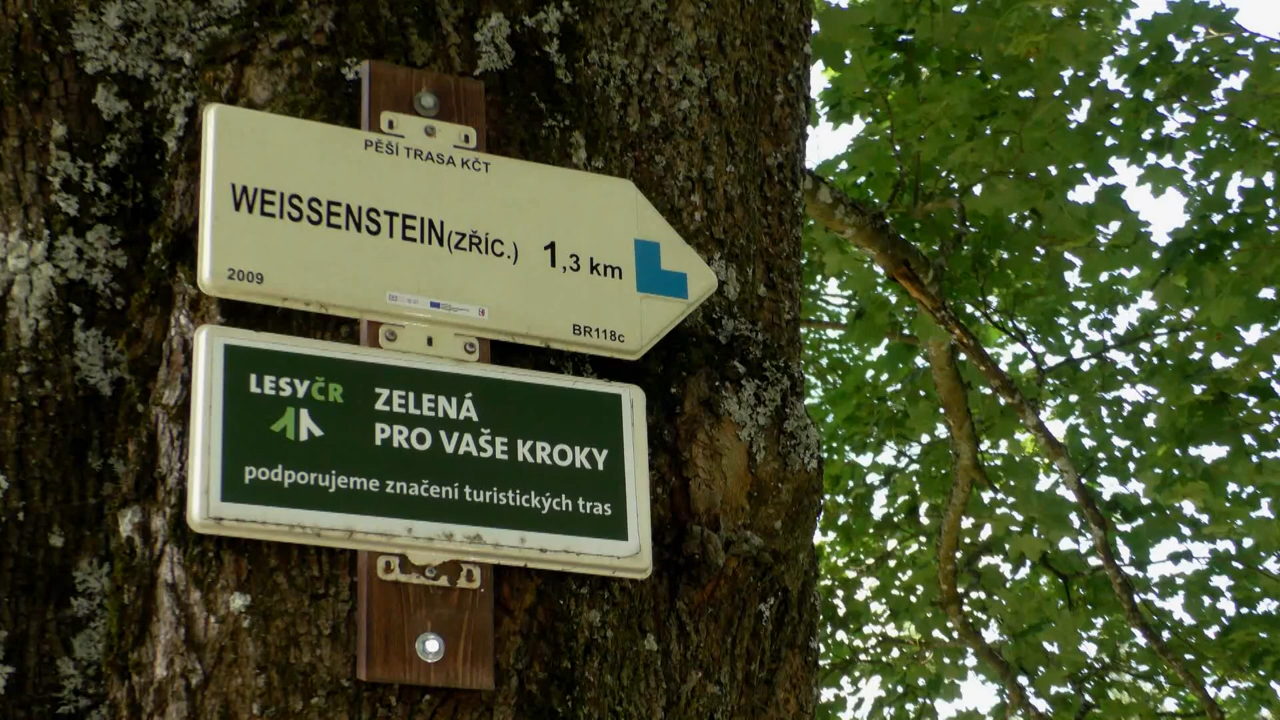 PĚŠÍ TRASA KČT
WEISSENSTEIN(ZŘÍC.) 1,3 km
2009
BR118c
LESYČR
ZELENÁ
PRO VAŠE KROKY
podporujeme značení turistických tras